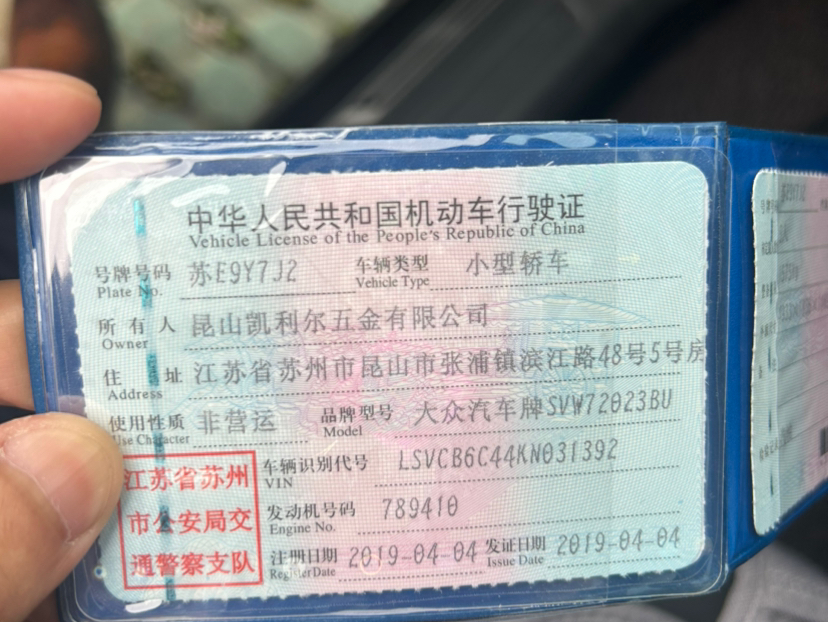 中华人民共和国机动车行驶证
Vehicle License of the People's Republic of China
号牌号码 苏E9Y7J2 车辆类型 小型轿车
Plate No. Vehicle Type
所有人 昆山凯利尔五金有限公司
Owner
住址 江苏省苏州市昆山市张浦镇滨江路48号5号房
Address
使用性质 非营运 品牌型号 大众汽车牌SVW72023BU
Use Character Model
车辆识别代号 LSVCB6C44KN031392
VIN
发动机号码 789410
Engine No.
注册日期 2019-04-04 发证日期 2019-04-04
Register Date Issue Date
江苏省苏州
市公安局交
通警察支队